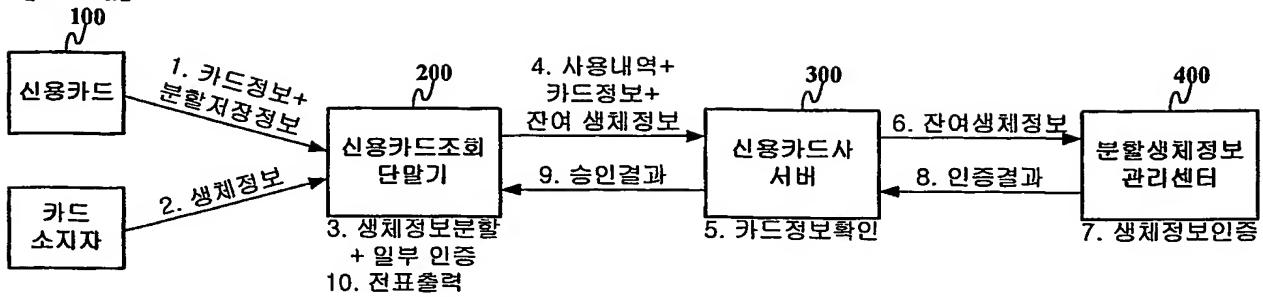 100
신용카드
1. 카드정보+
분할저장정보
카드
소지자
2. 생체정보
200
신용카드조회
단말기
3. 생체정보분할
+ 일부 인증
10. 전표출력
4. 사용내역+
카드정보+
잔여 생체정보
9. 승인결과
300
신용카드사
서버
5. 카드정보확인
6. 잔여생체정보
8. 인증결과
400
분할생체정보
관리센터
7. 생체정보인증